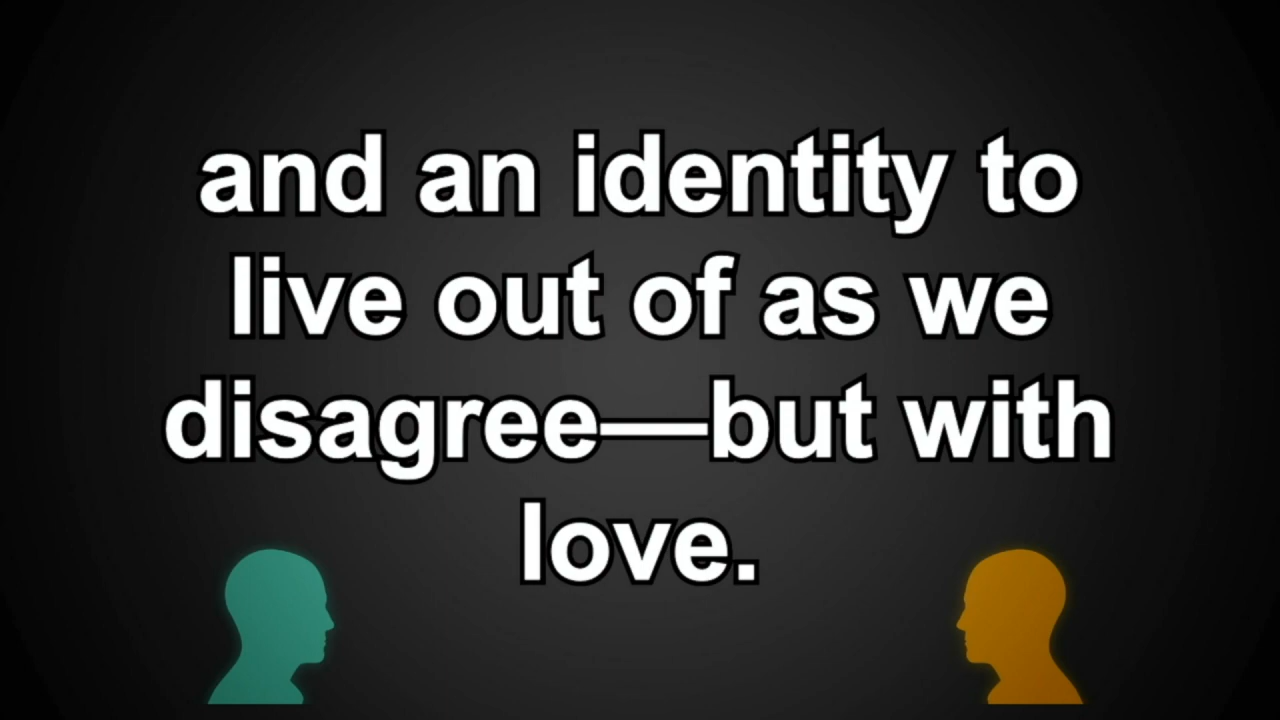 and an identity to
live out of as we
disagree—but with
love.